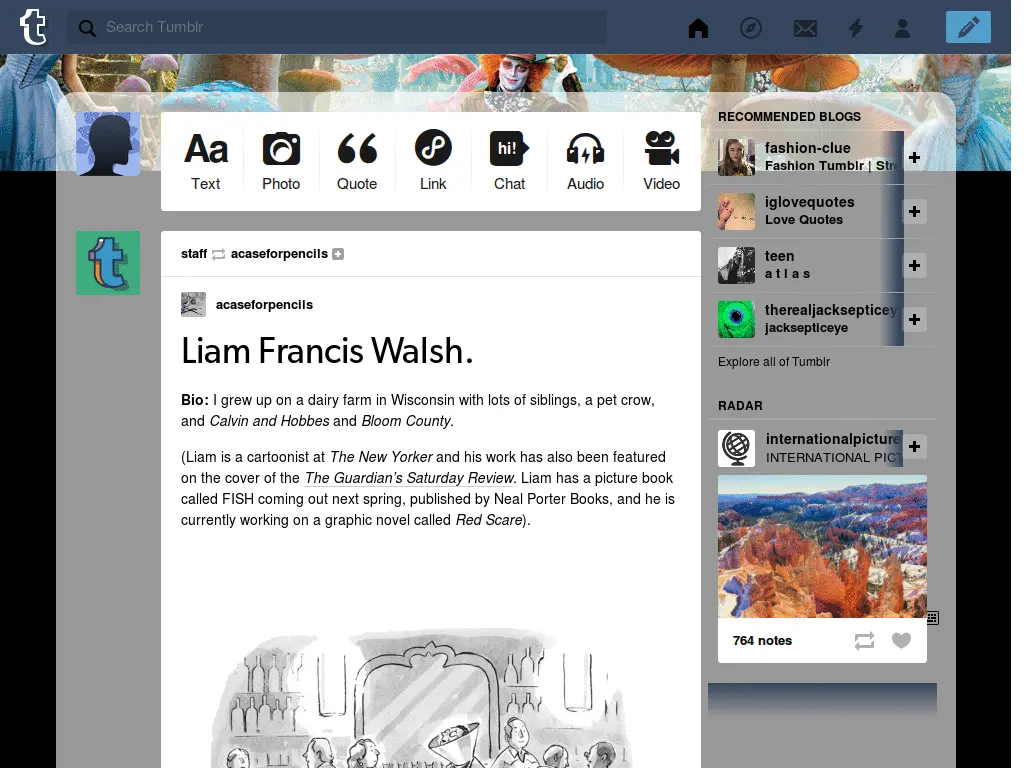 t
Search Tumblr
Aa
Text
Photo
Quote
Link
hi!
Chat
Audio
Video
staff acaseforpencils
acaseforpencils
Liam Francis Walsh.
Bio: I grew up on a dairy farm in Wisconsin with lots of siblings, a pet crow,
and Calvin and Hobbes and Bloom County.
(Liam is a cartoonist at The New Yorker and his work has also been featured
on the cover of the The Guardian’s Saturday Review. Liam has a picture book
called FISH coming out next spring, published by Neal Porter Books, and he is
currently working on a graphic novel called Red Scare).
RECOMMENDED BLOGS
fashion-clue
Fashion Tumblr | Str
iglovequotes
Love Quotes
teen
a t l a s
therealjacksepticey
jacksepticeye
Explore all of Tumblr
RADAR
internationalpicture
INTERNATIONAL PICT
764 notes